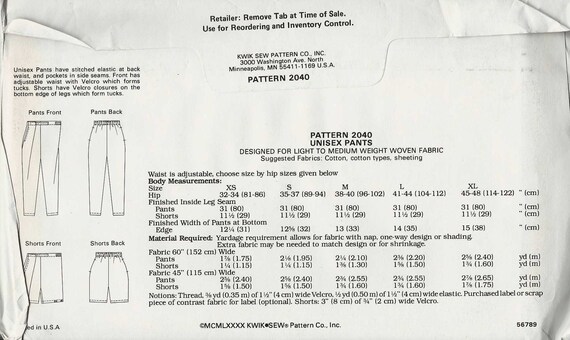 Retailer: Remove Tab at Time of Sale.
Use for Reordering and Inventory Control.
KWIK SEW PATTERN CO., INC.
3000 Washington Ave. North
Minneapolis, MN 55411-1169 U.S.A.
PATTERN 2040
Unisex Pants have stitched elastic at back
waist, and pockets in side seams. Front has
adjustable waist with Velcro which forms
tucks. Shorts have Velcro closures on the
bottom edge of legs which form tucks.
Pants Front Pants Back
Shorts Front Shorts Back
PATTERN 2040
UNISEX PANTS
DESIGNED FOR LIGHT TO MEDIUM WEIGHT WOVEN FABRIC
Suggested Fabrics: Cotton, cotton types, sheeting
Waist is adjustable, choose size by hip sizes given below
Body Measurements:
Size XS S M L XL
Hip 32-34 (81-86) 35-37 (89-94) 38-40 (96-102) 41-44 (104-112) 45-48 (114-122) " (cm)
Finished Inside Leg Seam
Pants 31 (80) 31 (80) 31 (80) 31 (80) 31 (80) " (cm)
Shorts 11½ (29) 11½ (29) 11½ (29) 11½ (29) 11½ (29) " (cm)
Finished Width of Pants at Bottom
Edge 12¼ (31) (32) 13 (33) 14 (35) 15 (38) " (cm)
Material Required: Yardage requirement allows for fabric with nap, one-way design or shading.
Extra fabric may be needed to match design or for shrinkage.
Fabric 60" (152 cm) Wide
Pants 1⅞ (1.75) 2⅛ (1.95) 2¼ (2.10) 2⅜ (2.20) 2⅝ (2.40) yd (m)
Shorts 1¼ (1.15) 1¼ (1.15) (1.30) (1.50) 1¾ (1.60) yd (m)
Fabric 45" (115 cm) Wide
Pants 2⅝ (2.40) 2⅝ (2.40) 2¾ (2.55) 2¾ (2.55) 2⅞ (2.65) yd (m)
Shorts (1.60) 1¾ (1.60) 1¾ (1.60) 1¾ (1.60) (1.75) yd (m)
Notions: Thread, ⅜ yd (0.35 m) of 1½" (4 cm) wide Velcro, ½ yd (0.50 m) of 1½" (4 cm) wide elastic. Purchased label or scrap
piece of contrast fabric for label (optional). Shorts: 3" (8 cm) of ¾" (2 cm) wide Velcro.
ed in U.S.A
©MCMLXXXX KWIK•SEW® Pattern Co., Inc.
56789